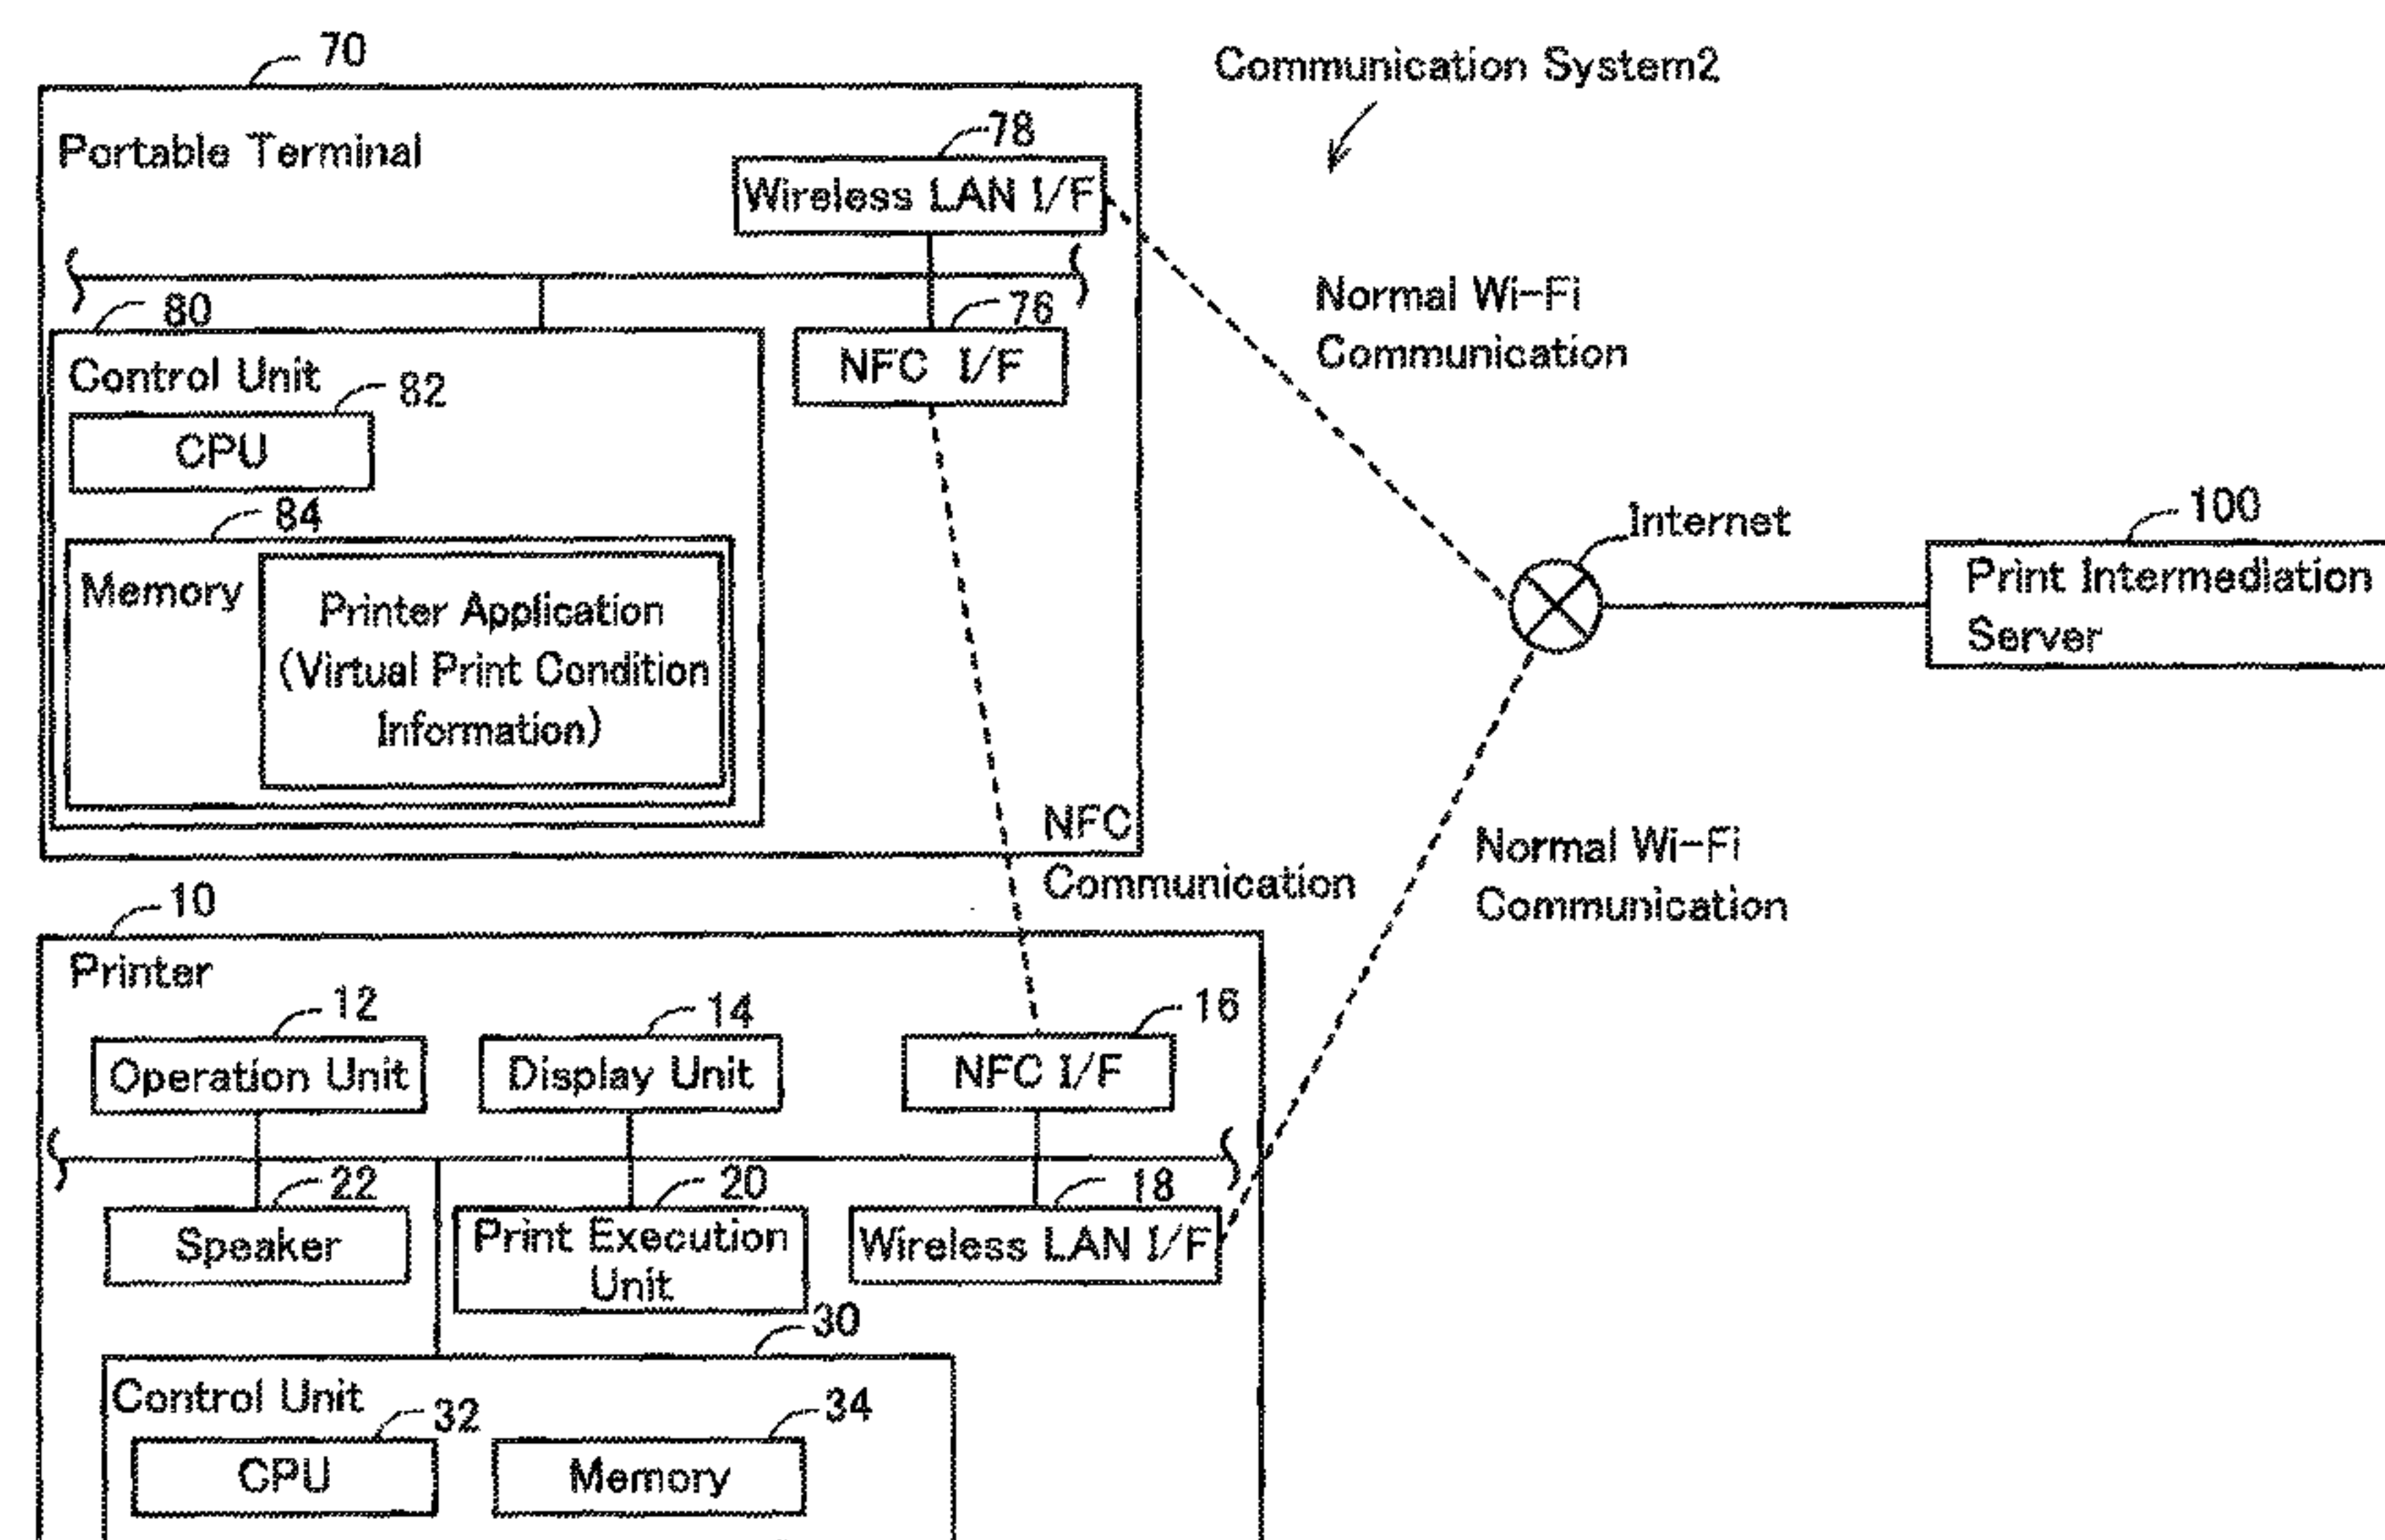 70
Communication System2
Portable Terminal
78
Wireless LAN I/F
80
76
Normal Wi-Fi
Communication
Control Unit
NFC I/F
82
CPU
84
Internet
100
Memory
Printer Application
(Virtual Print Condition
Information)
Print Intermediation
Server
NFC
Communication
Normal Wi-Fi
Communication
10
Printer
12
14
16
Operation Unit
Display Unit
NFC I/F
22
20
18
Speaker
Print Execution
Unit
Wireless LAN I/F
30
Control Unit
32
34
CPU
Memory